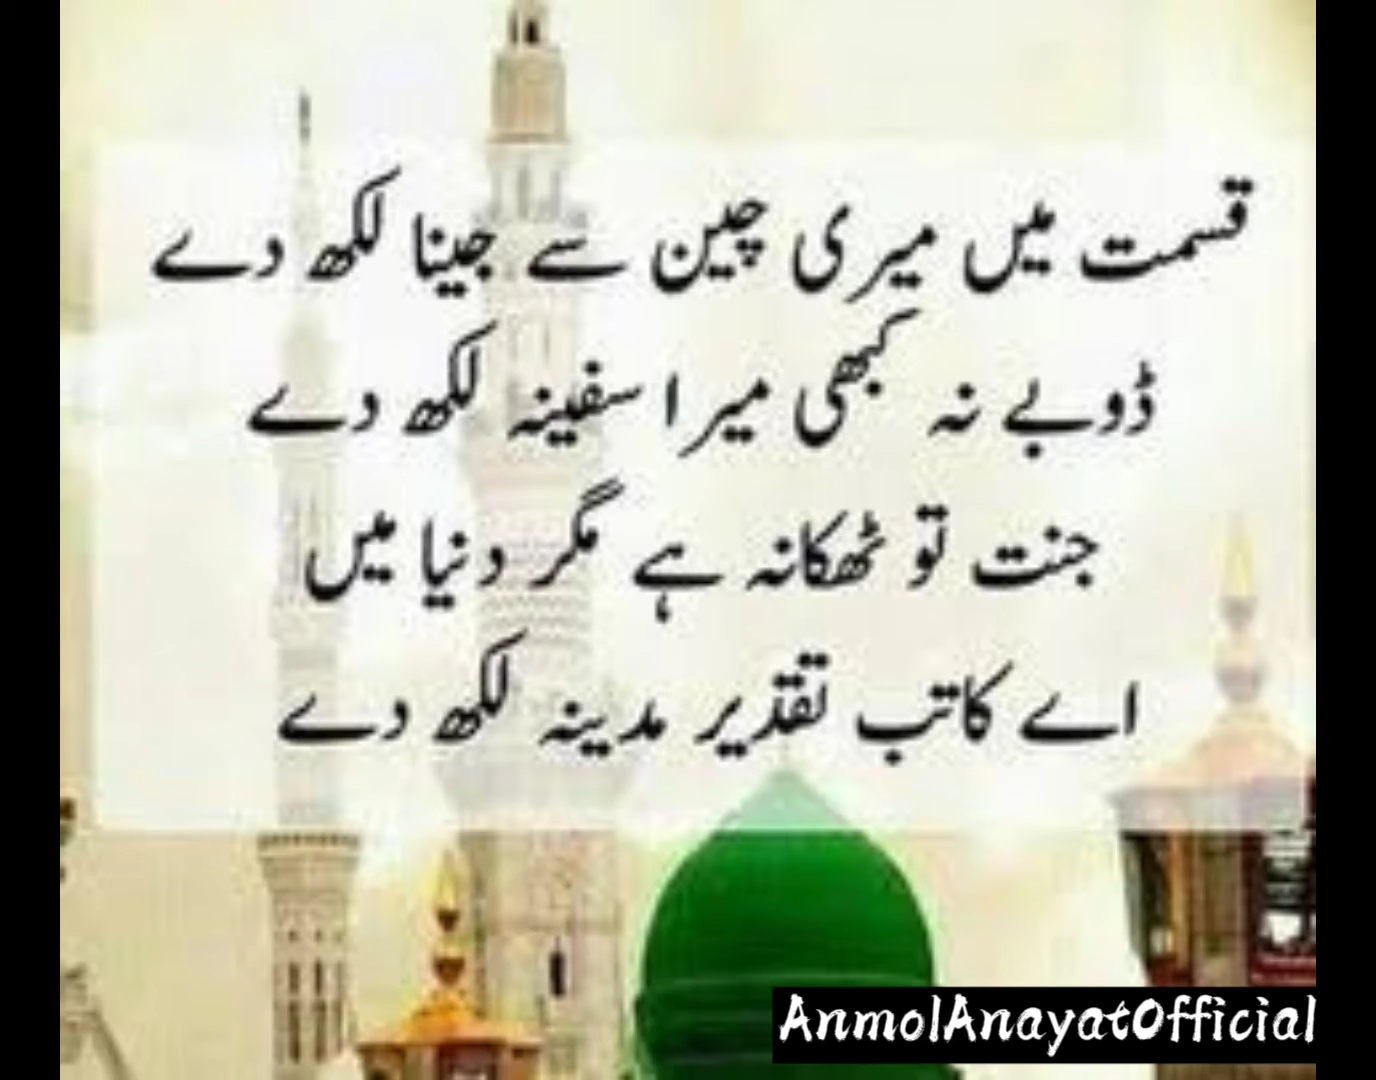 قسمت میں میری چین سے جینا لکھ دے
ڈوبے نہ کبھی میرا سفینہ لکھ دے
جنت تو ٹھکانہ ہے مگر دنیا میں
اے کاتب تقدیر مدینہ لکھ دے
AnmolAnayatOfficial